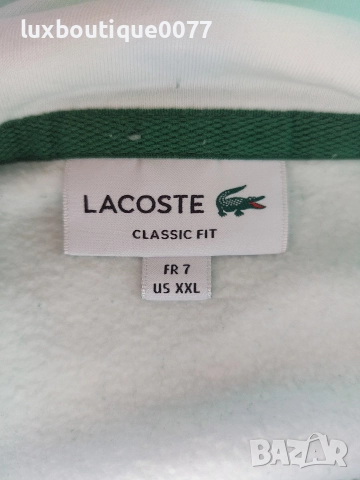 luxboutique0077
LACOSTE
CLASSIC FIT
FR 7
US XXL
BAZAR